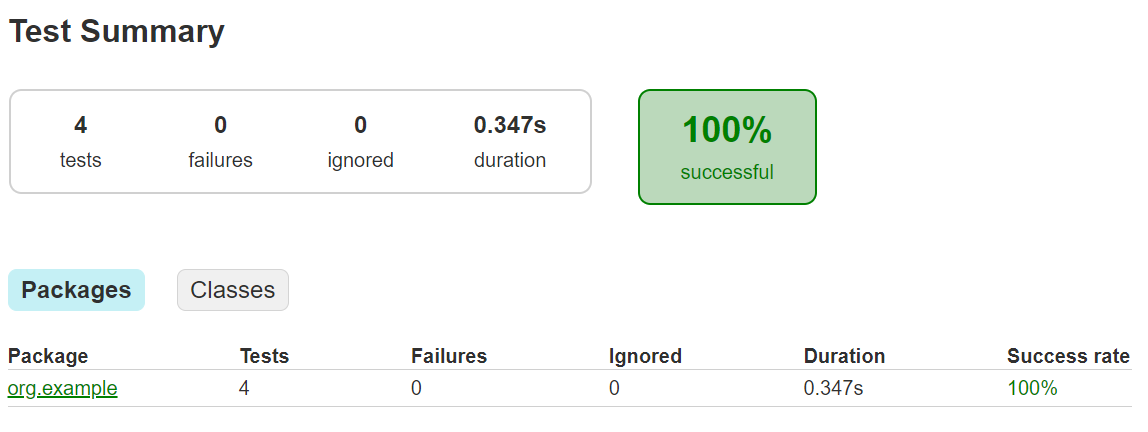 Test Summary
4 0 0 0.347s
tests failures ignored duration
100%
successful
Packages Classes
Package Tests Failures Ignored Duration Success rate
org.example 4 0 0 0.347s 100%